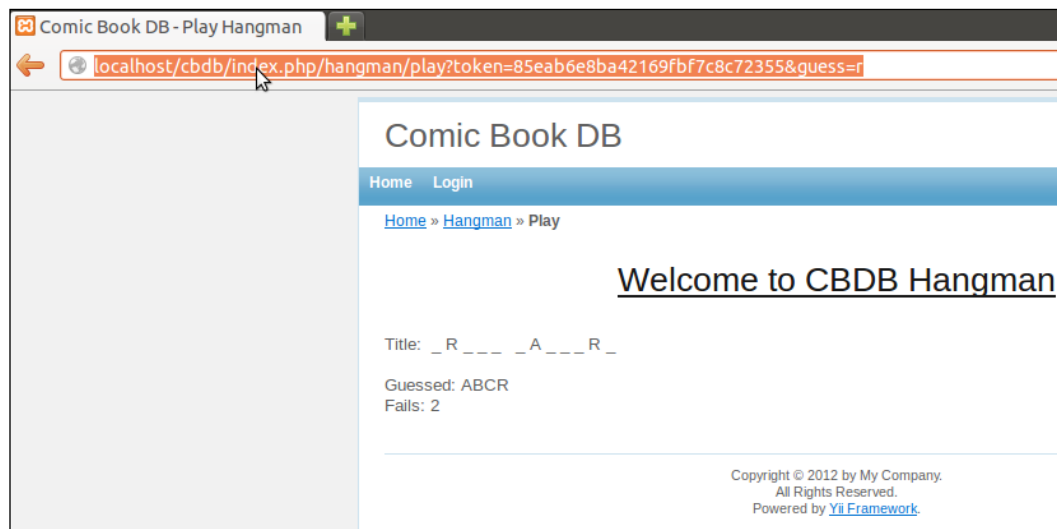 Comic Book DB - Play Hangman
localhost/cbdb/index.php/hangman/play?token=85eab6e8ba42169fbf7c8c72355&guess=r
Comic Book DB
Home Login
Home » Hangman » Play
Welcome to CBDB Hangman
Title: _ R _ _ _  _ A _ _ _ R _
Guessed: ABCR
Fails: 2
Copyright © 2012 by My Company.
All Rights Reserved.
Powered by Yii Framework.